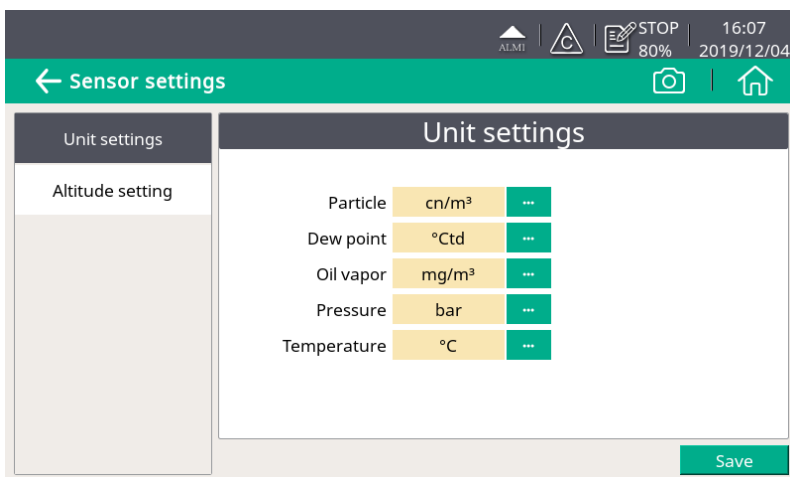 ALMI
C
STOP
80%
16:07
2019/12/04
Sensor settings
Unit settings
Altitude setting
Unit settings
Particle cn/m³ ...
Dew point °Ctd ...
Oil vapor mg/m³ ...
Pressure bar ...
Temperature °C ...
Save